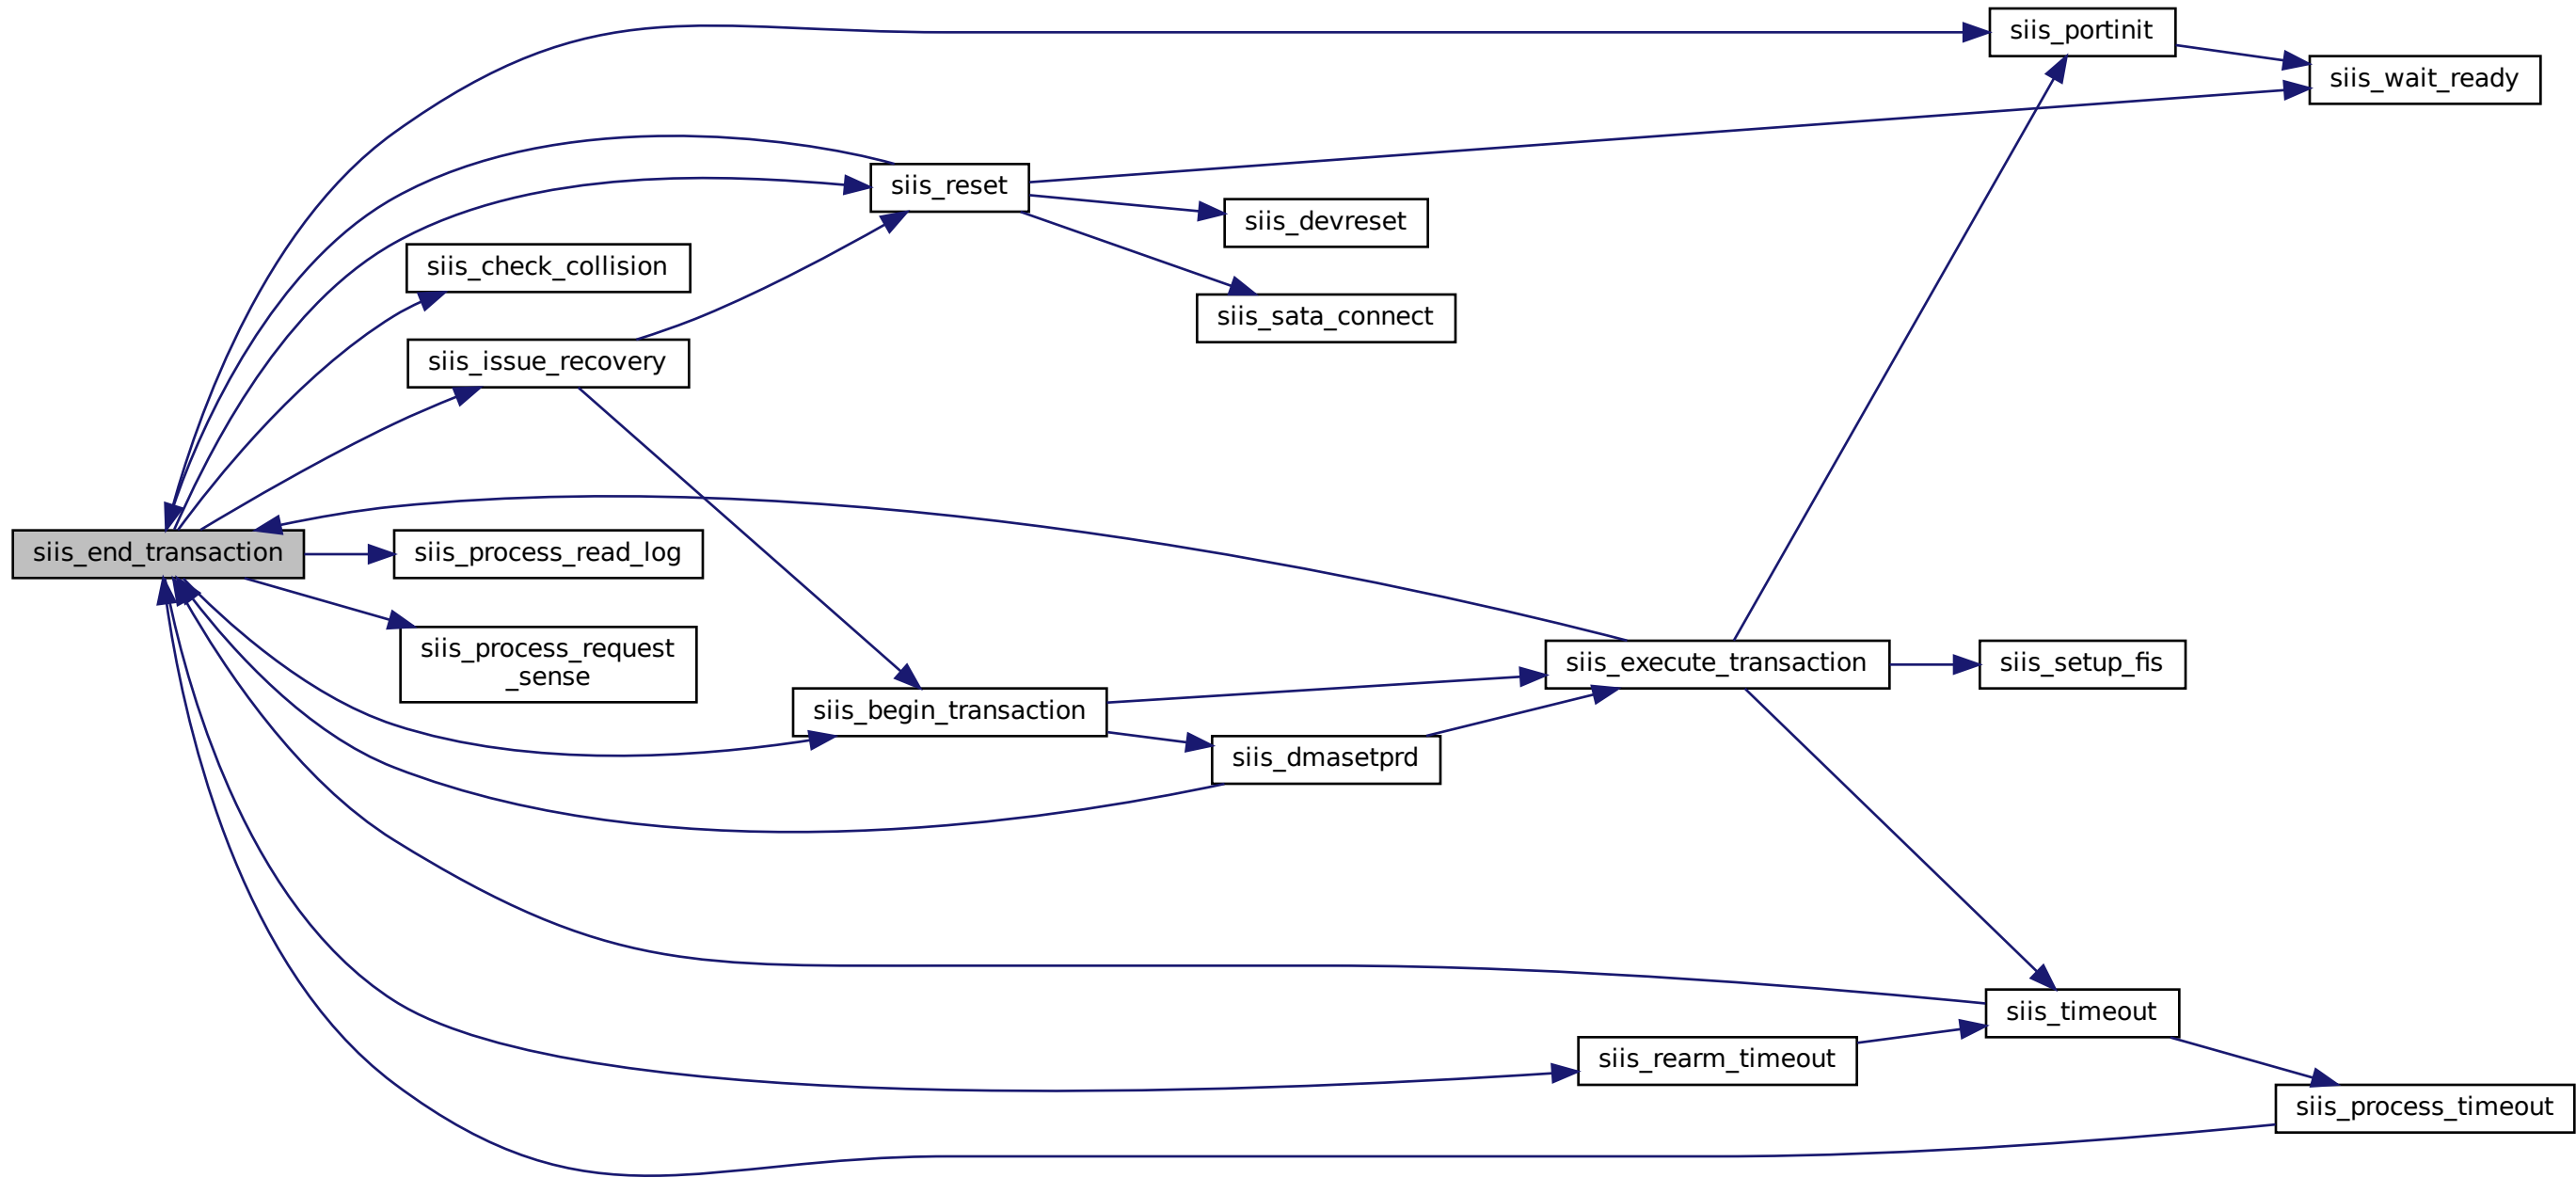 siis_portinit
siis_wait_ready
siis_reset
siis_devreset
siis_check_collision
siis_sata_connect
siis_issue_recovery
siis_end_transaction
siis_process_read_log
siis_process_request
_sense
siis_execute_transaction
siis_setup_fis
siis_begin_transaction
siis_dmasetprd
siis_timeout
siis_rearm_timeout
siis_process_timeout